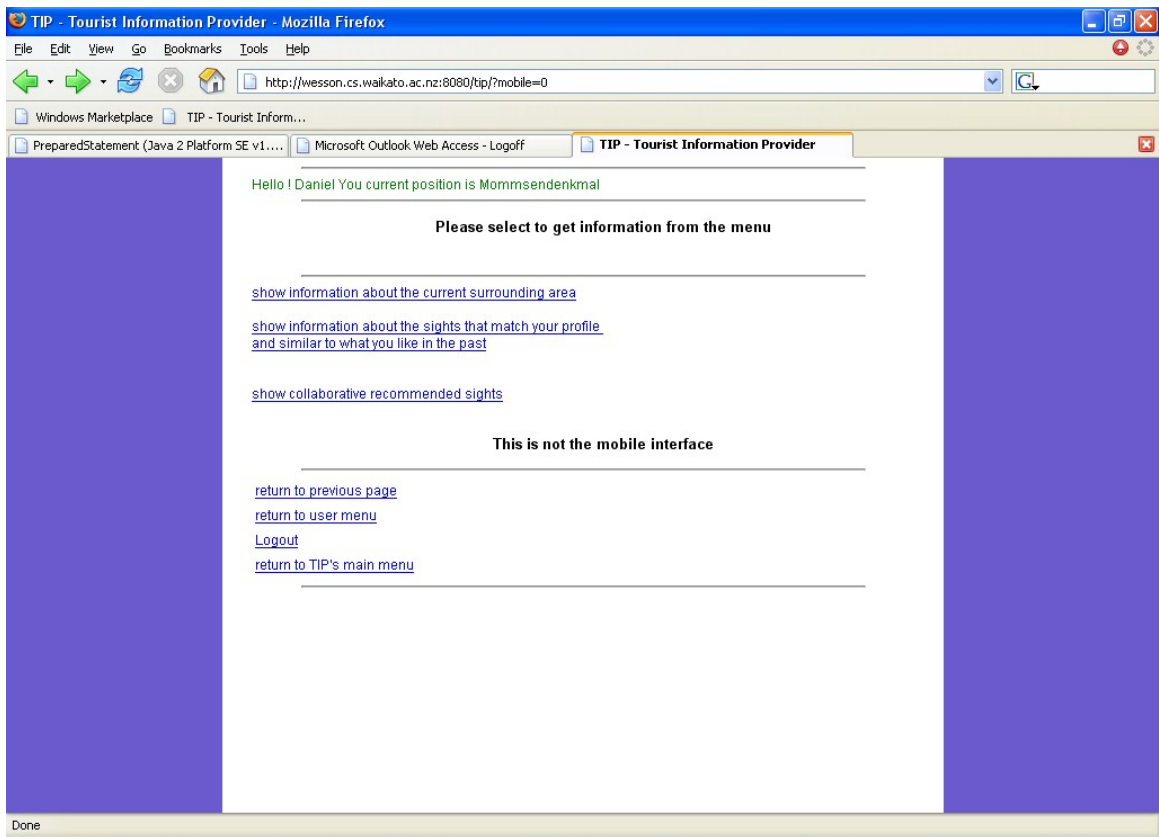 TIP - Tourist Information Provider - Mozilla Firefox
File Edit View Go Bookmarks Tools Help
http://wesson.cs.waikato.ac.nz:8080/tip/?mobile=0
G
Windows Marketplace TIP - Tourist Inform...
PreparedStatement (Java 2 Platform SE v1.... Microsoft Outlook Web Access - Logoff TIP - Tourist Information Provider
Hello ! Daniel You current position is Mommsendenkmal
Please select to get information from the menu
show information about the current surrounding area
show information about the sights that match your profile
and similar to what you like in the past
show collaborative recommended sights
This is not the mobile interface
return to previous page
return to user menu
Logout
return to TIP's main menu
Done